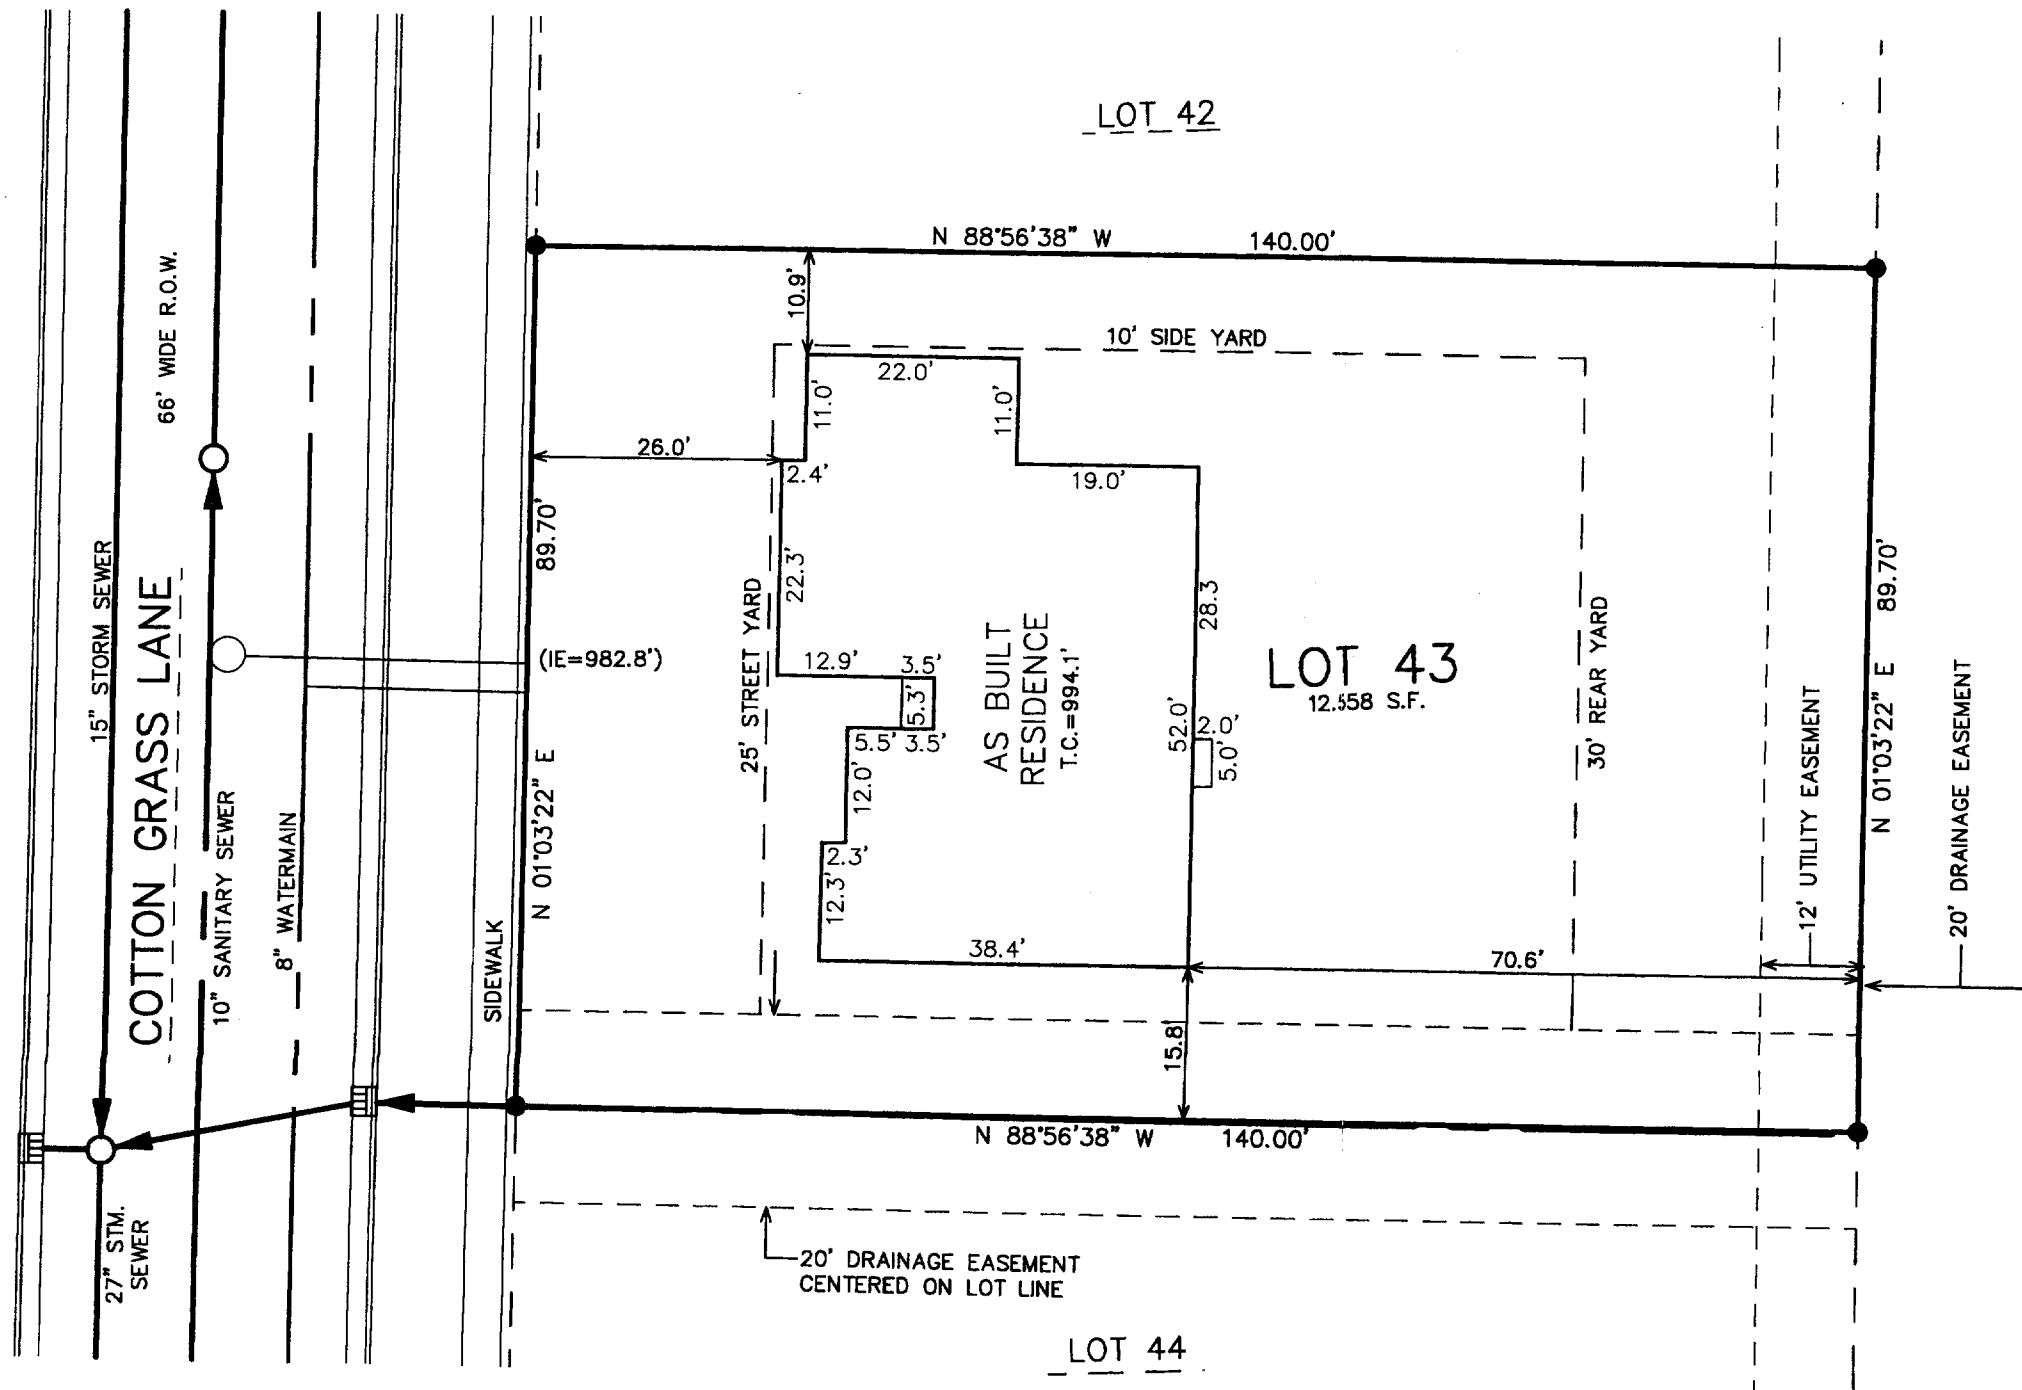 LOT 42
N 88°56'38" W 140.00'
10.9'
66' WIDE R.O.W.
10' SIDE YARD
22.0'
11.0'
11.0'
26.0'
2.4'
19.0'
89.70'
22.3'
15" STORM SEWER
COTTON GRASS LANE
25' STREET YARD
(IE=982.8')
12.9'
3.5'
5.3'
5.5'
3.5'
AS BUILT
RESIDENCE
T.C.=994.1'
28.3
LOT 43
12,558 S.F.
52.0'
2.0'
5.0'
30' REAR YARD
89.70'
N 01°03'22" E
12' UTILITY EASEMENT
20' DRAINAGE EASEMENT
N 01°03'22" E
12.0'
2.3'
12.3'
10" SANITARY SEWER
8" WATERMAIN
SIDEWALK
38.4'
70.6'
15.8
N 88°56'38" W 140.00'
27" STM.
SEWER
20' DRAINAGE EASEMENT
CENTERED ON LOT LINE
LOT 44